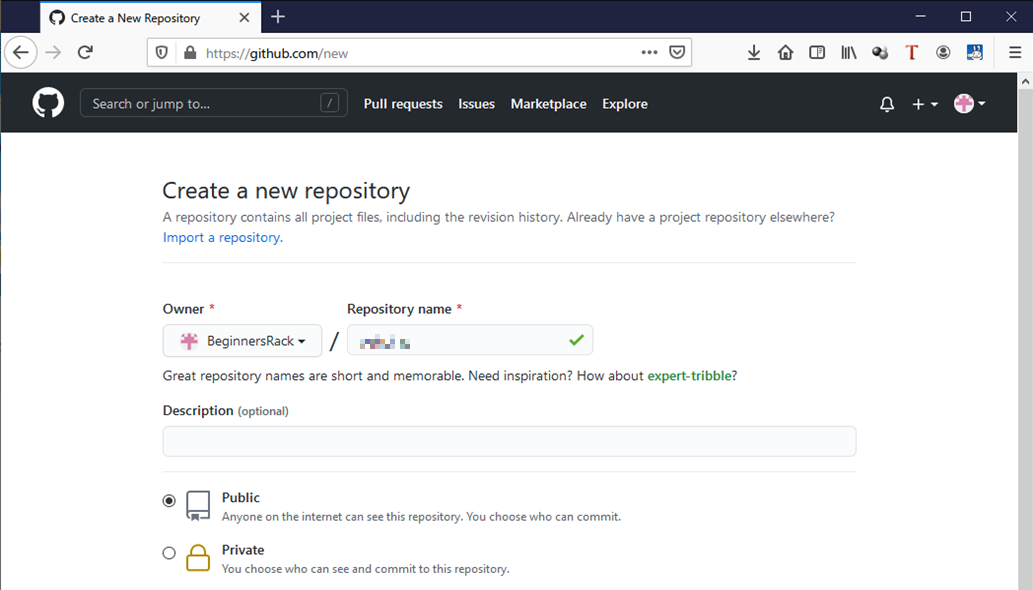 Create a New Repository
https://github.com/new
Search or jump to... /
Pull requests Issues Marketplace Explore
Create a new repository
A repository contains all project files, including the revision history. Already have a project repository elsewhere?
Import a repository.
Owner * Repository name *
BeginnersRack /
Great repository names are short and memorable. Need inspiration? How about expert-tribble?
Description (optional)
Public
Anyone on the internet can see this repository. You choose who can commit.
Private
You choose who can see and commit to this repository.